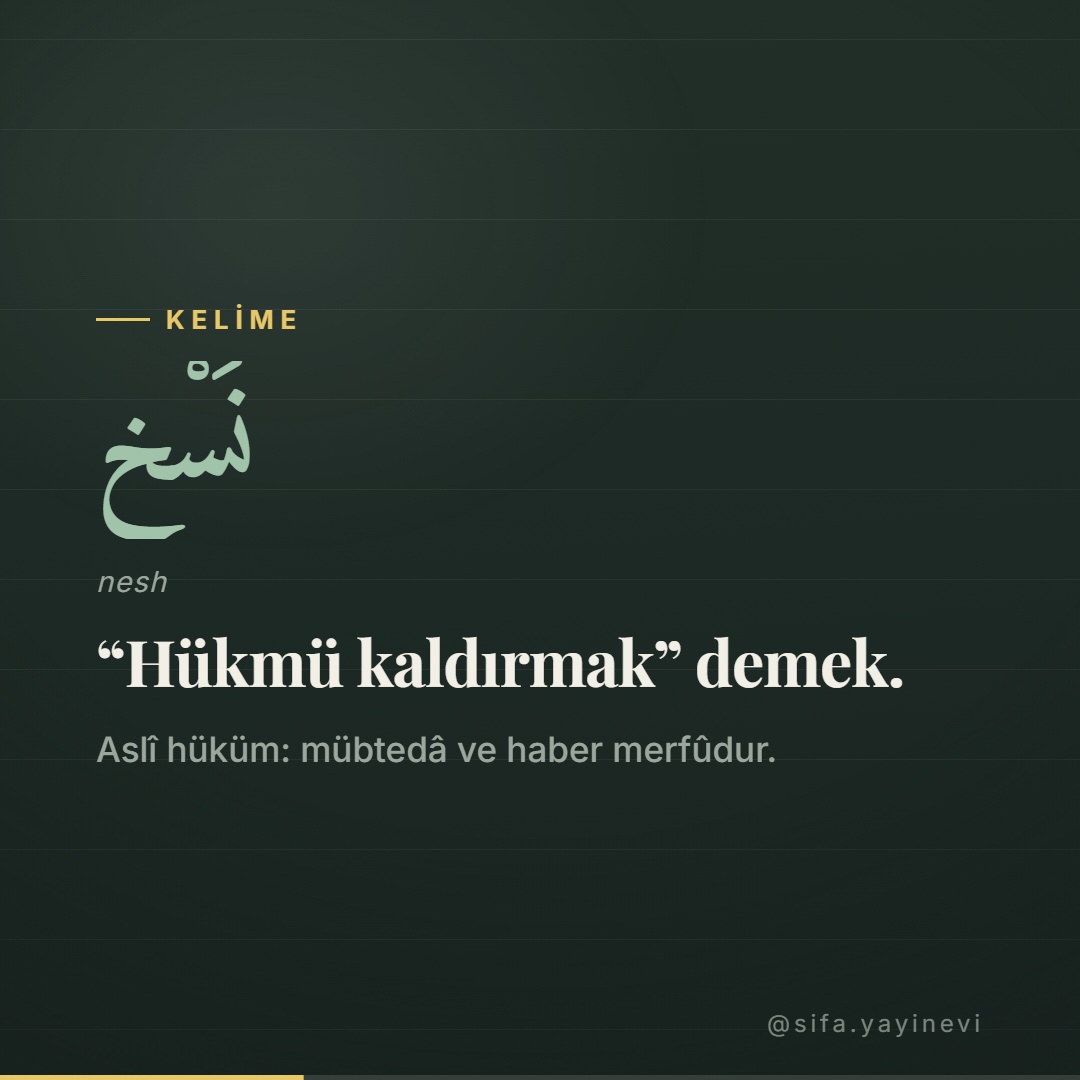 KELİME
نَسْخ
nesh
“Hükmü kaldırmak” demek.
Aslî hüküm: mübtedâ ve haber merfûdur.
@sifa.yayinevi